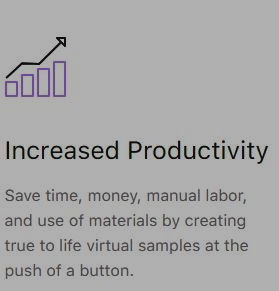 Increased Productivity
Save time, money, manual labor,
and use of materials by creating
true to life virtual samples at the
push of a button.